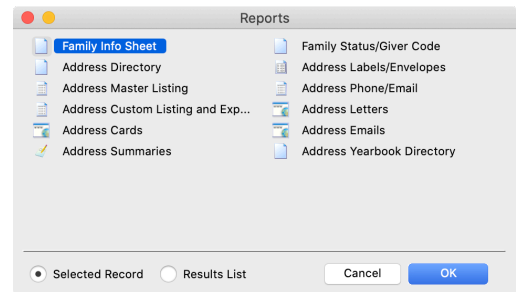 Reports
Family Info Sheet
Address Directory
Address Master Listing
Address Custom Listing and Exp...
Address Cards
Address Summaries
Family Status/Giver Code
Address Labels/Envelopes
Address Phone/Email
Address Letters
Address Emails
Address Yearbook Directory
Selected Record Results List Cancel OK